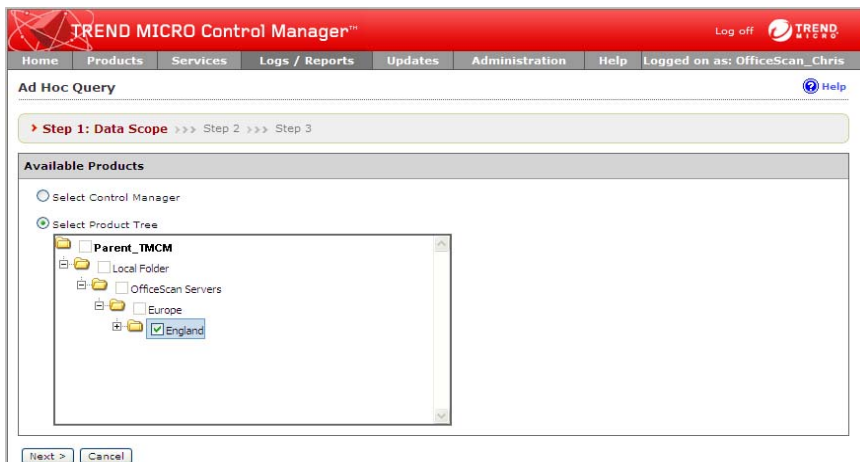 TREND MICRO Control Manager™
Log off
TREND MICRO
Home Products Services Logs / Reports Updates Administration Help Logged on as: OfficeScan_Chris
Ad Hoc Query
Help
Step 1: Data Scope >>> Step 2 >>> Step 3
Available Products
Select Control Manager
Select Product Tree
Parent_TMCM
Local Folder
OfficeScan Servers
Europe
England
Next > Cancel